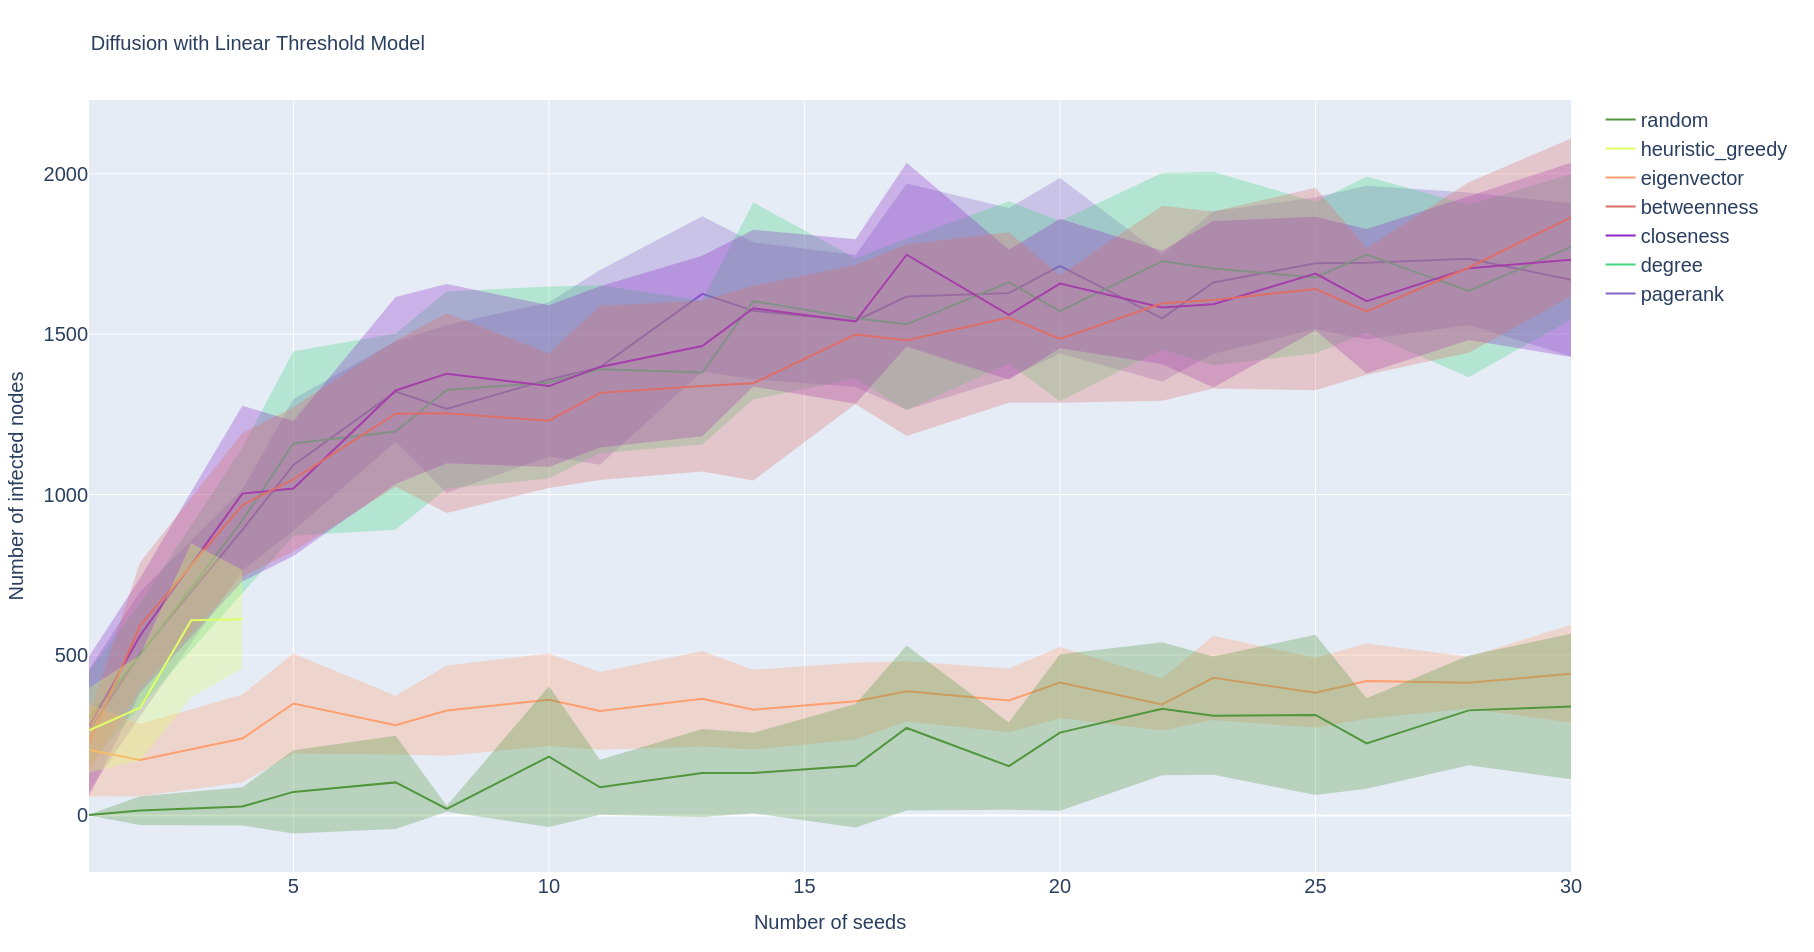 Diffusion with Linear Threshold Model
Number of infected nodes
2000
1500
1000
500
0
5
10
15
20
25
30
Number of seeds
random
heuristic_greedy
eigenvector
betweenness
closeness
degree
pagerank